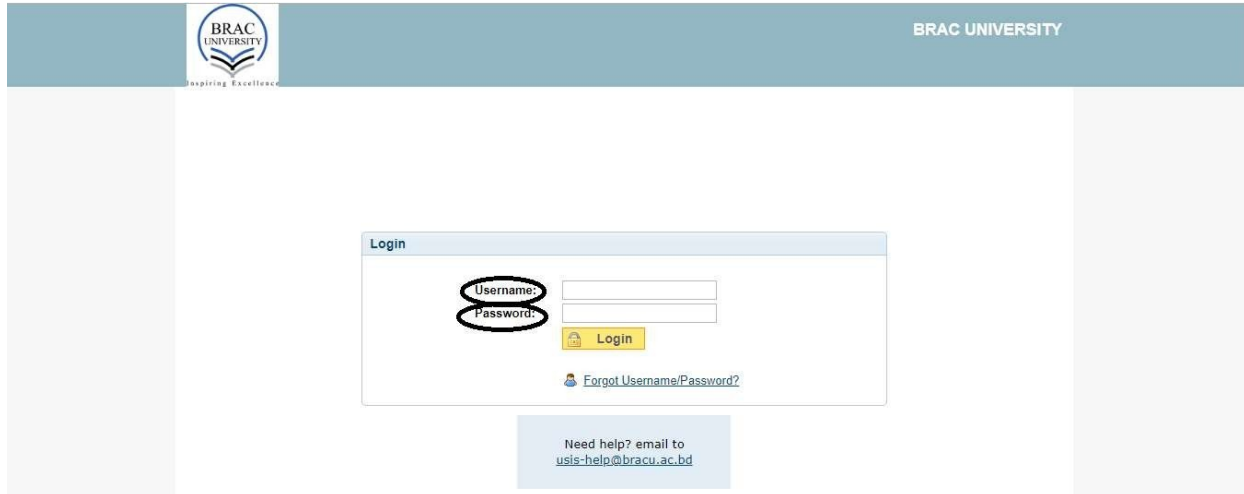 BRAC
UNIVERSITY
Inspiring Excellence
BRAC UNIVERSITY
Login
Username:
Password:
Login
Forgot Username/Password?
Need help? email to
usis-help@bracu.ac.bd